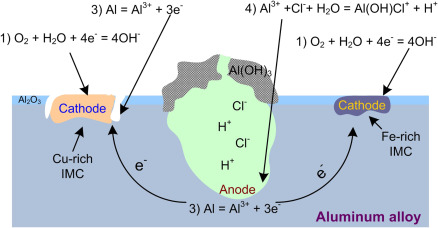 3) Al = Al³⁺ + 3e⁻
4) Al³⁺ +Cl⁻+ H₂O = Al(OH)Cl⁺ + H⁺
1) O₂ + H₂O + 4e⁻ = 4OH⁻
1) O₂ + H₂O + 4e⁻ = 4OH⁻
Al(OH)₃
Al₂O₃
Cathode
Cl⁻
Cathode
Cl⁻
H⁺
Cu-rich
IMC
Fe-rich
IMC
Cl⁻
H⁺
e⁻
e⁻
Anode
3) Al = Al³⁺ + 3e⁻
Aluminum alloy